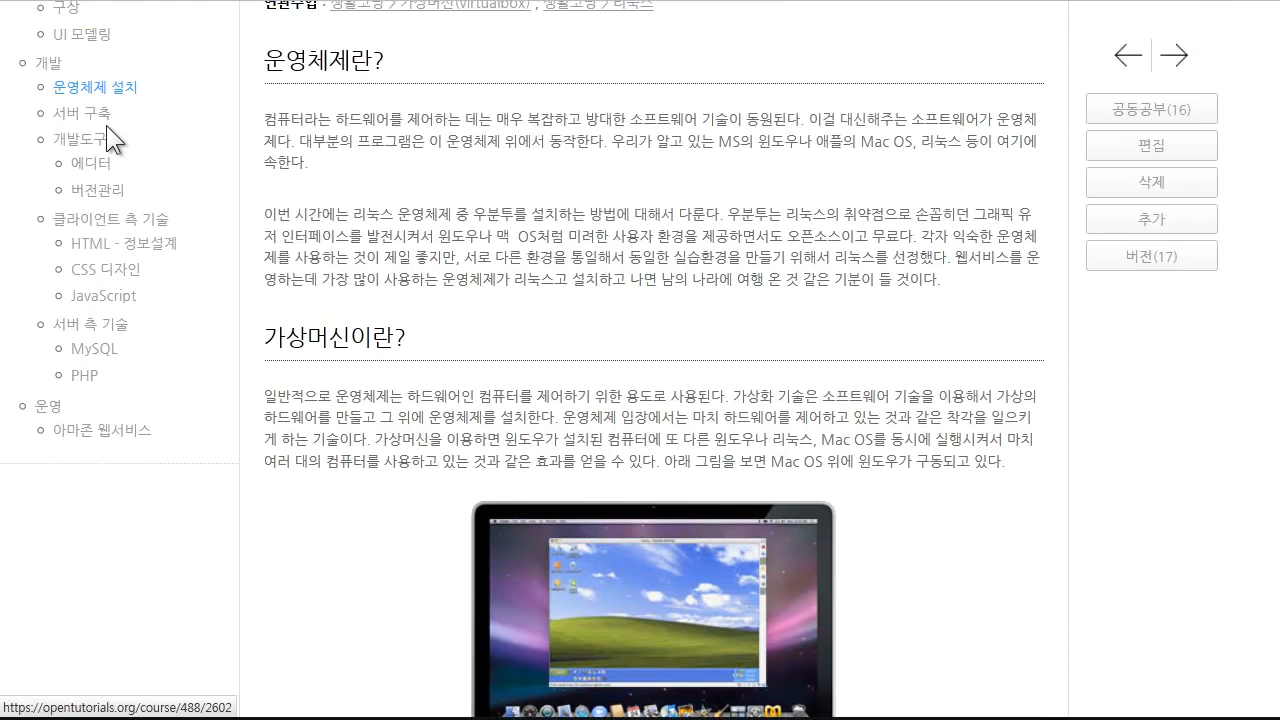 구상
UI 모델링
개발
운영체제 설치
서버 구축
개발도구
에디터
버전관리
클라이언트 측 기술
HTML - 정보설계
CSS 디자인
JavaScript
서버 측 기술
MySQL
PHP
운영
아마존 웹서비스
연관수업 : 생활코딩 > 가상머신(virtualbox) , 생활코딩 > 리눅스
운영체제란?
컴퓨터라는 하드웨어를 제어하는 데는 매우 복잡하고 방대한 소프트웨어 기술이 동원된다. 이걸 대신해주는 소프트웨어가 운영체
제다. 대부분의 프로그램은 이 운영체제 위에서 동작한다. 우리가 알고 있는 MS의 윈도우나 애플의 Mac OS, 리눅스 등이 여기에
속한다.
이번 시간에는 리눅스 운영체제 중 우분투를 설치하는 방법에 대해서 다룬다. 우분투는 리눅스의 취약점으로 손꼽히던 그래픽 유
저 인터페이스를 발전시켜서 윈도우나 맥 OS처럼 미려한 사용자 환경을 제공하면서도 오픈소스이고 무료다. 각자 익숙한 운영체
제를 사용하는 것이 제일 좋지만, 서로 다른 환경을 통일해서 동일한 실습환경을 만들기 위해서 리눅스를 선정했다. 웹서비스를 운
영하는데 가장 많이 사용하는 운영체제가 리눅스고 설치하고 나면 남의 나라에 여행 온 것 같은 기분이 들 것이다.
가상머신이란?
일반적으로 운영체제는 하드웨어인 컴퓨터를 제어하기 위한 용도로 사용된다. 가상화 기술은 소프트웨어 기술을 이용해서 가상의
하드웨어를 만들고 그 위에 운영체제를 설치한다. 운영체제 입장에서는 마치 하드웨어를 제어하고 있는 것과 같은 착각을 일으키
게 하는 기술이다. 가상머신을 이용하면 윈도우가 설치된 컴퓨터에 또 다른 윈도우나 리눅스, Mac OS를 동시에 실행시켜서 마치
여러 대의 컴퓨터를 사용하고 있는 것과 같은 효과를 얻을 수 있다. 아래 그림을 보면 Mac OS 위에 윈도우가 구동되고 있다.
공동공부(16)
편집
삭제
추가
버전(17)
https://opentutorials.org/course/488/2602